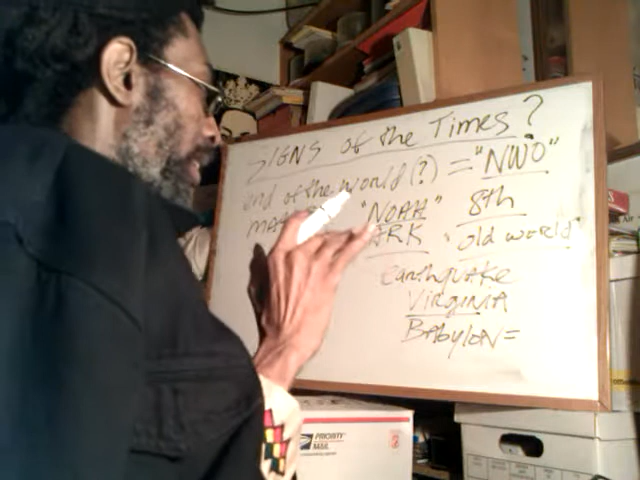 SIGNS of the Times?
end of the world(?) = "NWO"
"NOAH" 8th
ARK "old world"
earthquake
VIRGINIA
Babylon=
PRIORITY
MAIL